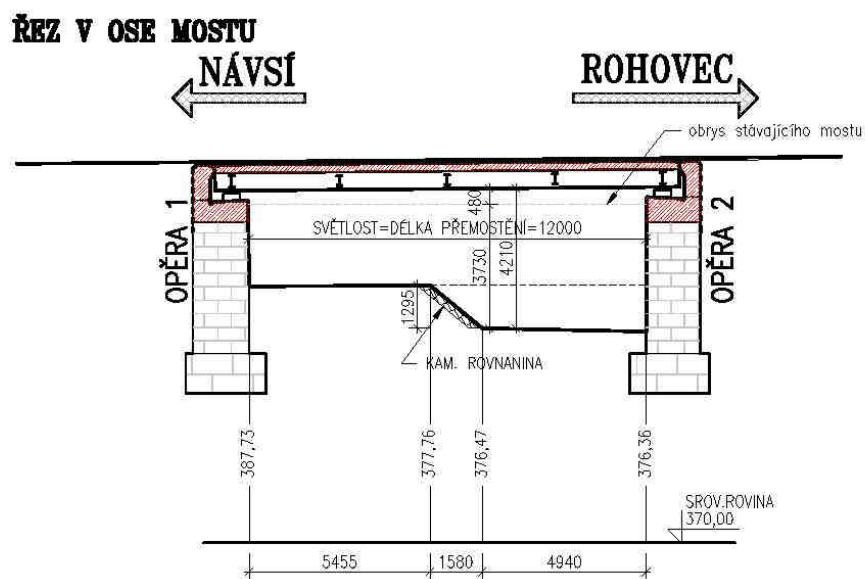 ŘEZ V OSE MOSTU
NÁVSÍ
ROHOVEC
obrys stávajícího mostu
OPĚRA 1
OPĚRA 2
480
SVĚTLOST=DÉLKA PŘEMOSTĚNÍ=12000
3730
4210
1295
KAM. ROVNANINA
387,73
377,76
376,47
376,36
SROV.ROVINA
370,00
5455
1580
4940